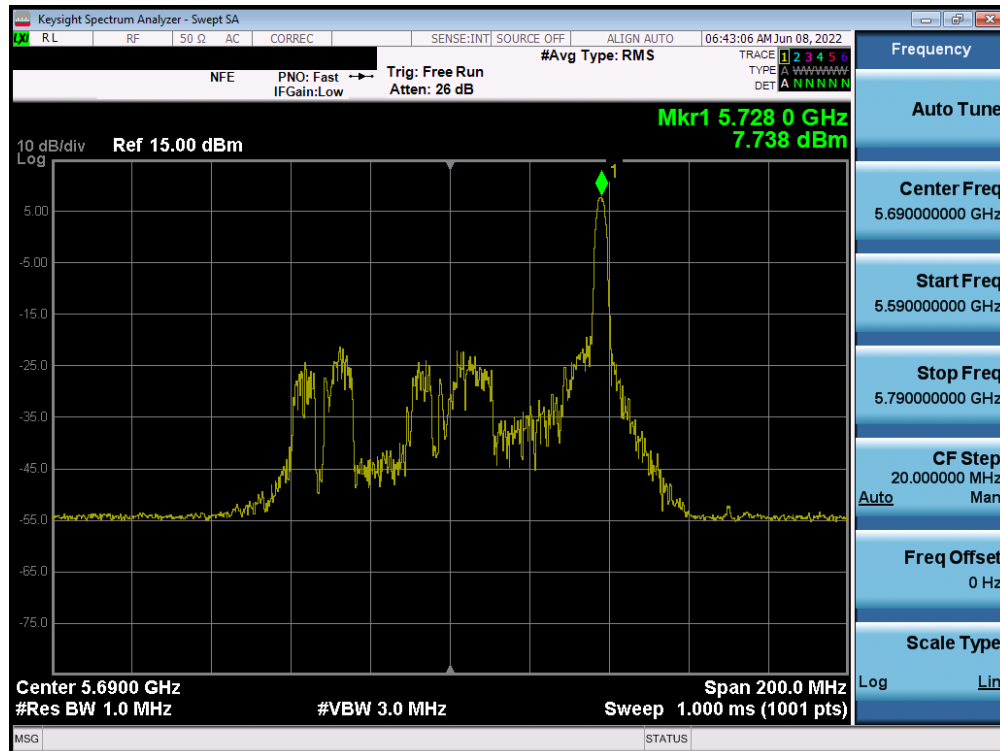 Keysight Spectrum Analyzer - Swept SA
LXI RL RF 50 Ω AC CORREC SENSE:INT SOURCE OFF ALIGN AUTO 06:43:06 AM Jun 08, 2022
NFE PNO: Fast IFGain:Low Trig: Free Run Atten: 26 dB #Avg Type: RMS
TRACE 1 2 3 4 5 6
TYPE A WWWWW
DET A N N N N N
Mkr1 5.728 0 GHz
7.738 dBm
10 dB/div Ref 15.00 dBm
Log
1
5.00
-5.00
-15.0
-25.0
-35.0
-45.0
-55.0
-65.0
-75.0
Center 5.6900 GHz Span 200.0 MHz
#Res BW 1.0 MHz #VBW 3.0 MHz Sweep 1.000 ms (1001 pts)
MSG STATUS
Frequency
Auto Tune
Center Freq
5.690000000 GHz
Start Freq
5.590000000 GHz
Stop Freq
5.790000000 GHz
CF Step
20.000000 MHz
Auto Man
Freq Offset
0 Hz
Scale Type
Log Lin